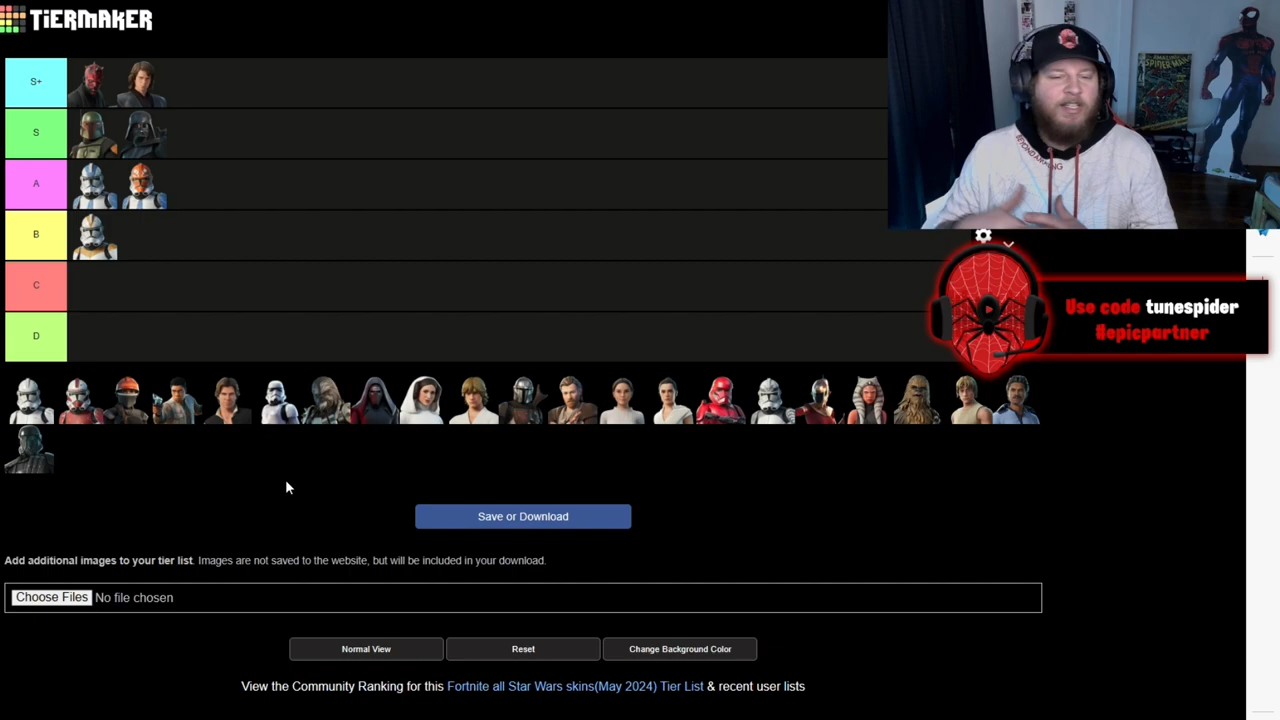 TiERMAKER
S+
S
A
B
C
D
Use code tunespider
#epicpartner
Save or Download
Add additional images to your tier list. Images are not saved to the website, but will be included in your download.
Choose Files No file chosen
Normal View
Reset
Change Background Color
View the Community Ranking for this Fortnite all Star Wars skins(May 2024) Tier List & recent user lists